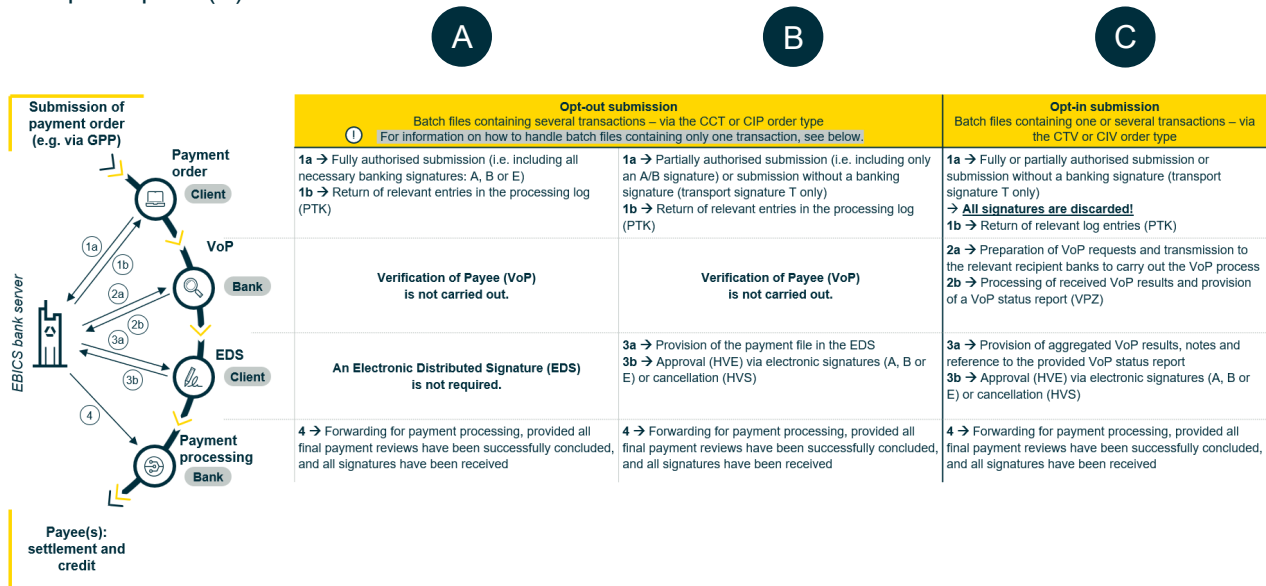 A
B
C
Submission of
payment order
(e.g. via GPP)
Opt-out submission
Batch files containing several transactions – via the CCT or CIP order type
! For information on how to handle batch files containing only one transaction, see below.
Opt-in submission
Batch files containing one or several transactions – via
the CTV or CIV order type
Payment
order
Client
1a → Fully authorised submission (i.e. including all
necessary banking signatures: A, B or E)
1b → Return of relevant entries in the processing log
(PTK)
1a → Partially authorised submission (i.e. including only
an A/B signature) or submission without a banking
signature (transport signature T only)
1b → Return of relevant entries in the processing log
(PTK)
1a → Fully or partially authorised submission or
submission without a banking signature (transport
signature T only)
→ All signatures are discarded!
1b → Return of relevant log entries (PTK)
1a
1b
VoP
Bank
2a
2b
Verification of Payee (VoP)
is not carried out.
Verification of Payee (VoP)
is not carried out.
2a → Preparation of VoP requests and transmission to
the relevant recipient banks to carry out the VoP process
2b → Processing of received VoP results and provision
of a VoP status report (VPZ)
EBICS bank server
3a
3b
EDS
Client
An Electronic Distributed Signature (EDS)
is not required.
3a → Provision of the payment file in the EDS
3b → Approval (HVE) via electronic signatures (A, B or
E) or cancellation (HVS)
3a → Provision of aggregated VoP results, notes and
reference to the provided VoP status report
3b → Approval (HVE) via electronic signatures (A, B or
E) or cancellation (HVS)
4
Payment
processing
Bank
4 → Forwarding for payment processing, provided all
final payment reviews have been successfully concluded,
and all signatures have been received
4 → Forwarding for payment processing, provided all
final payment reviews have been successfully concluded,
and all signatures have been received
4 → Forwarding for payment processing, provided all
final payment reviews have been successfully concluded,
and all signatures have been received
Payee(s):
settlement and
credit